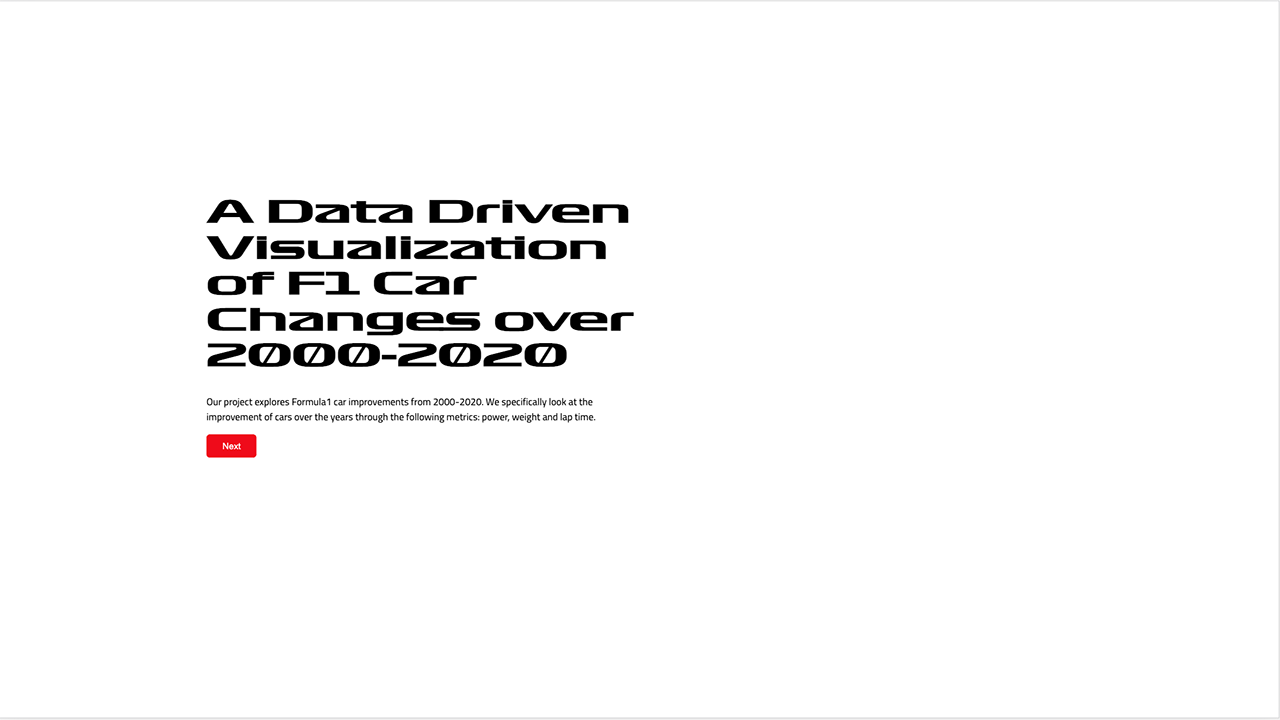 A Data Driven
Visualization
of F1 Car
Changes over
2000-2020
Our project explores Formula1 car improvements from 2000-2020. We specifically look at the
improvement of cars over the years through the following metrics: power, weight and lap time.
Next